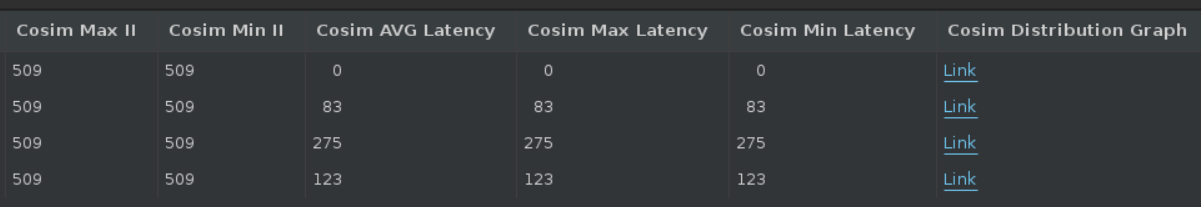 Cosim Max II Cosim Min II Cosim AVG Latency Cosim Max Latency Cosim Min Latency Cosim Distribution Graph
509 509 0 0 0 Link
509 509 83 83 83 Link
509 509 275 275 275 Link
509 509 123 123 123 Link